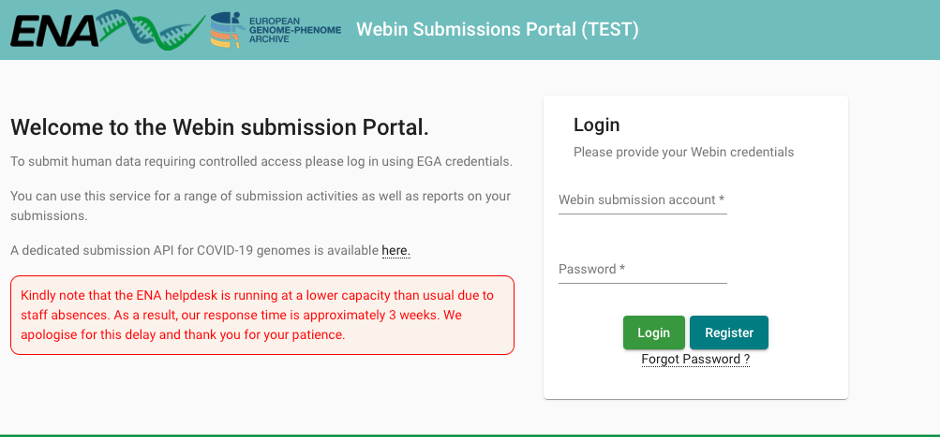 ENA
EUROPEAN
GENOME-PHENOME
ARCHIVE
Webin Submissions Portal (TEST)
Welcome to the Webin submission Portal.
To submit human data requiring controlled access please log in using EGA credentials.
You can use this service for a range of submission activities as well as reports on your
submissions.
A dedicated submission API for COVID-19 genomes is available here.
Kindly note that the ENA helpdesk is running at a lower capacity than usual due to
staff absences. As a result, our response time is approximately 3 weeks. We
apologise for this delay and thank you for your patience.
Login
Please provide your Webin credentials
Webin submission account *
Password *
Login Register
Forgot Password ?